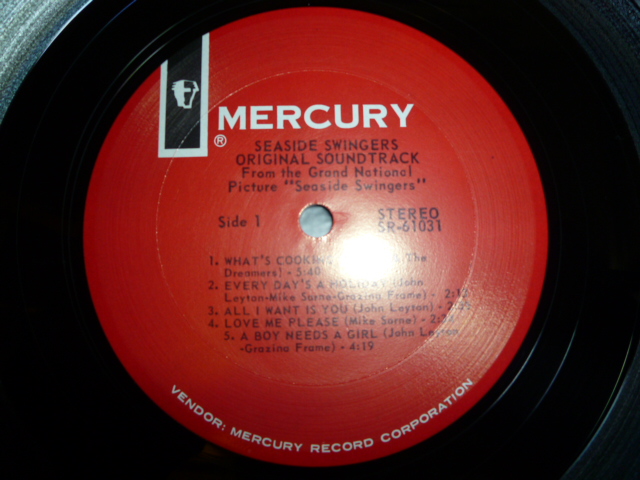 MERCURY
®
SEASIDE SWINGERS
ORIGINAL SOUNDTRACK
From the Grand National
Picture "Seaside Swingers"
Side 1
STEREO
SR-61031
1. WHAT'S COOKIN' The
Dreamers) - 5:40
2. EVERY DAY'S A HOLIDAY (John
Leyton-Mike Sarne-Grazina Frame) -
3. ALL I WANT IS YOU (John Leyton) -
4. LOVE ME PLEASE (Mike Sarne) -
5. A BOY NEEDS A GIRL (John Leyton
-Grazina Frame) - 4:19
VENDOR: MERCURY RECORD CORPORATION